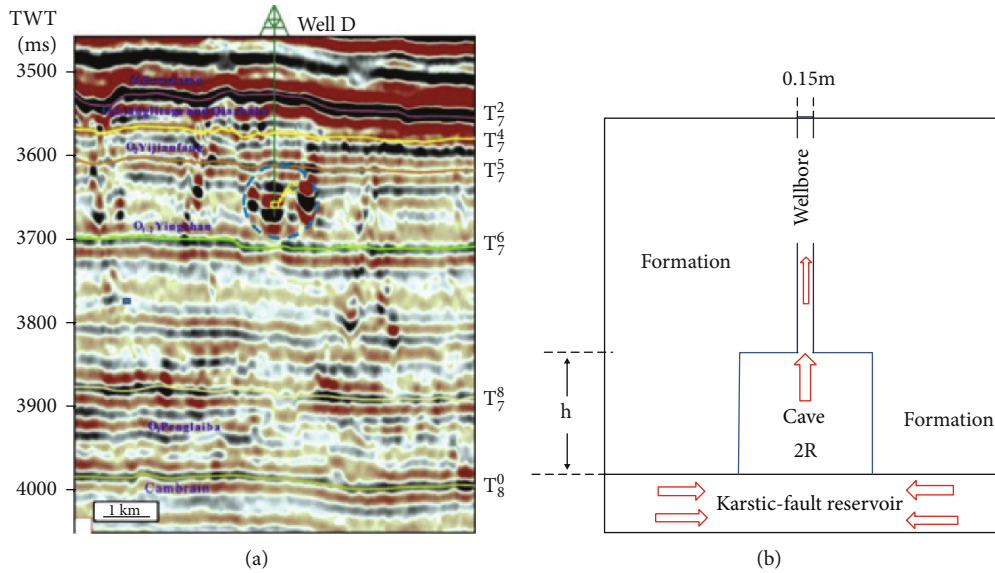 TWT
(ms)
Well D
3500
3600
3700
3800
3900
4000
O₃Yijianfang
O₁₋₂Yingshan
O₁Penglaiba
Cambrain
1 km
T₇²
T₇⁴
T₇⁵
T₇⁶
T₇⁸
T₈⁰
(a)
0.15m
Wellbore
Formation
h
Cave
2R
Formation
Karstic-fault reservoir
(b)